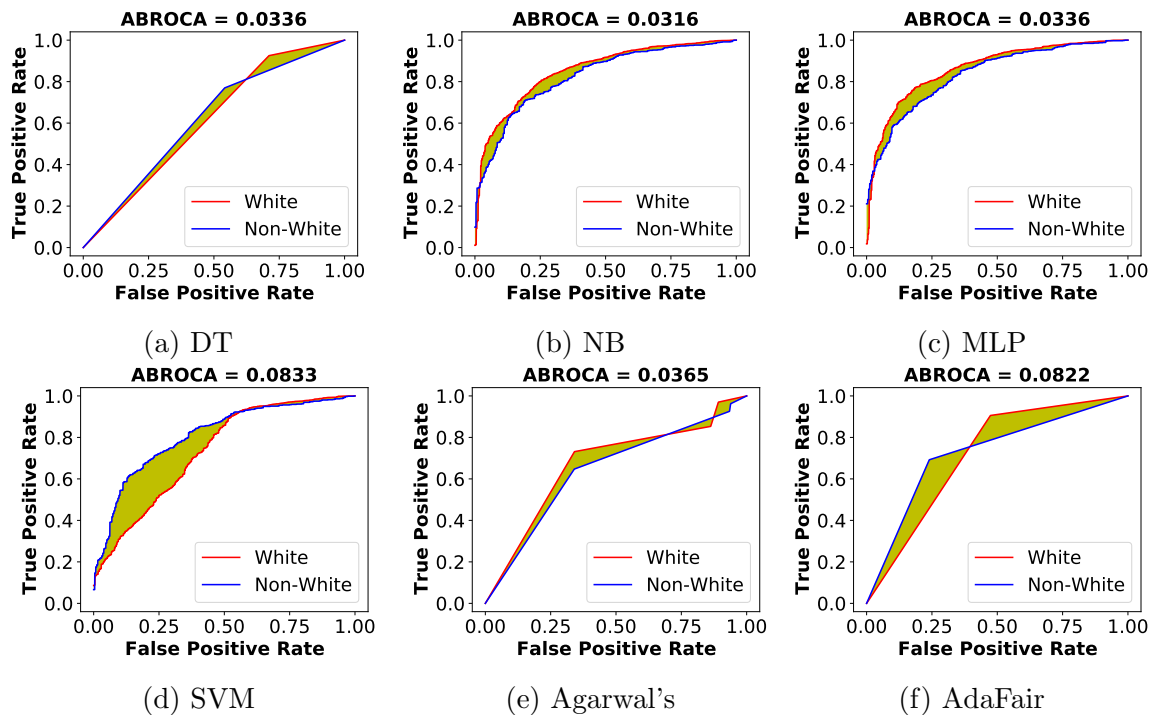 ABROCA = 0.0336
True Positive Rate
1.0
0.8
0.6
0.4
0.2
0.0
White
Non-White
0.00 0.25 0.50 0.75 1.00
False Positive Rate
(a) DT
ABROCA = 0.0316
True Positive Rate
1.0
0.8
0.6
0.4
0.2
0.0
White
Non-White
0.00 0.25 0.50 0.75 1.00
False Positive Rate
(b) NB
ABROCA = 0.0336
True Positive Rate
1.0
0.8
0.6
0.4
0.2
0.0
White
Non-White
0.00 0.25 0.50 0.75 1.00
False Positive Rate
(c) MLP
ABROCA = 0.0833
True Positive Rate
1.0
0.8
0.6
0.4
0.2
0.0
White
Non-White
0.00 0.25 0.50 0.75 1.00
False Positive Rate
(d) SVM
ABROCA = 0.0365
True Positive Rate
1.0
0.8
0.6
0.4
0.2
0.0
White
Non-White
0.00 0.25 0.50 0.75 1.00
False Positive Rate
(e) Agarwal's
ABROCA = 0.0822
True Positive Rate
1.0
0.8
0.6
0.4
0.2
0.0
White
Non-White
0.00 0.25 0.50 0.75 1.00
False Positive Rate
(f) AdaFair